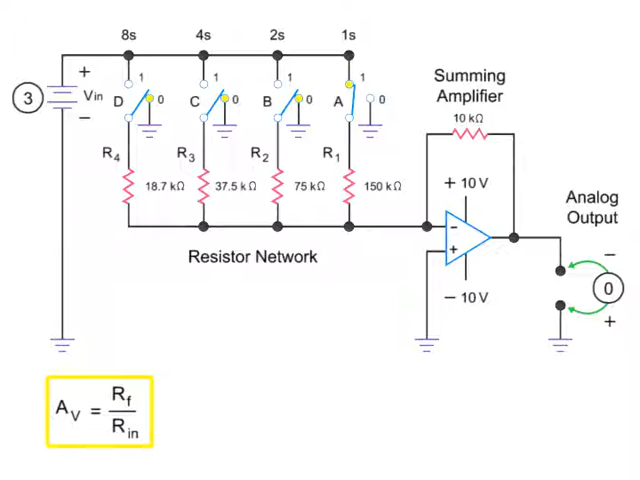 8s 4s 2s 1s
+ 1 1 1 1
3 Vin D 0 C 0 B 0 A 0
−
Summing
Amplifier
10 kΩ
R4 R3 R2 R1
18.7 kΩ 37.5 kΩ 75 kΩ 150 kΩ
+ 10 V
Analog
Output
−
+
Resistor Network
− 10 V
−
0
+
AV = Rf
Rin